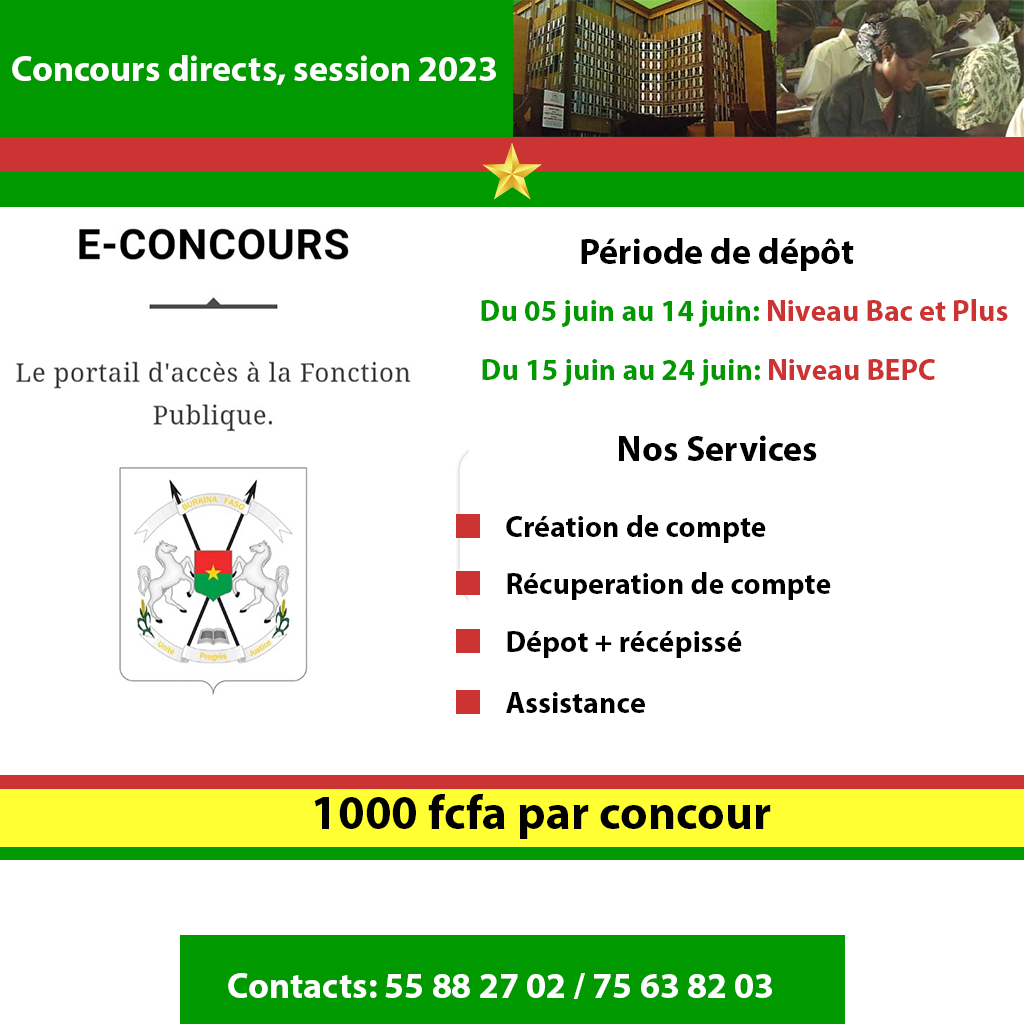 Concours directs, session 2023
E-CONCOURS
Le portail d'accès à la Fonction
Publique.
BURKINA FASO
Unité
Progrès
Justice
Période de dépôt
Du 05 juin au 14 juin: Niveau Bac et Plus
Du 15 juin au 24 juin: Niveau BEPC
Nos Services
Création de compte
Récuperation de compte
Dépot + récépissé
Assistance
1000 fcfa par concour
Contacts: 55 88 27 02 / 75 63 82 03